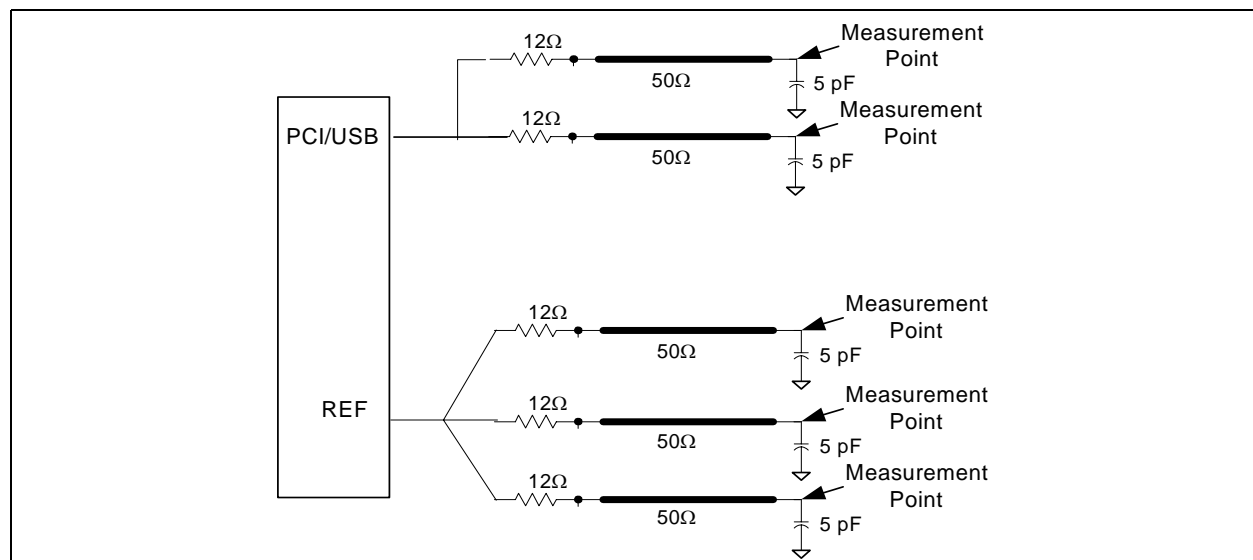 12Ω
Measurement
Point
50Ω
5 pF
PCI/USB
12Ω
Measurement
Point
50Ω
5 pF
12Ω
Measurement
Point
50Ω
5 pF
REF
12Ω
Measurement
Point
50Ω
5 pF
12Ω
Measurement
Point
50Ω
5 pF